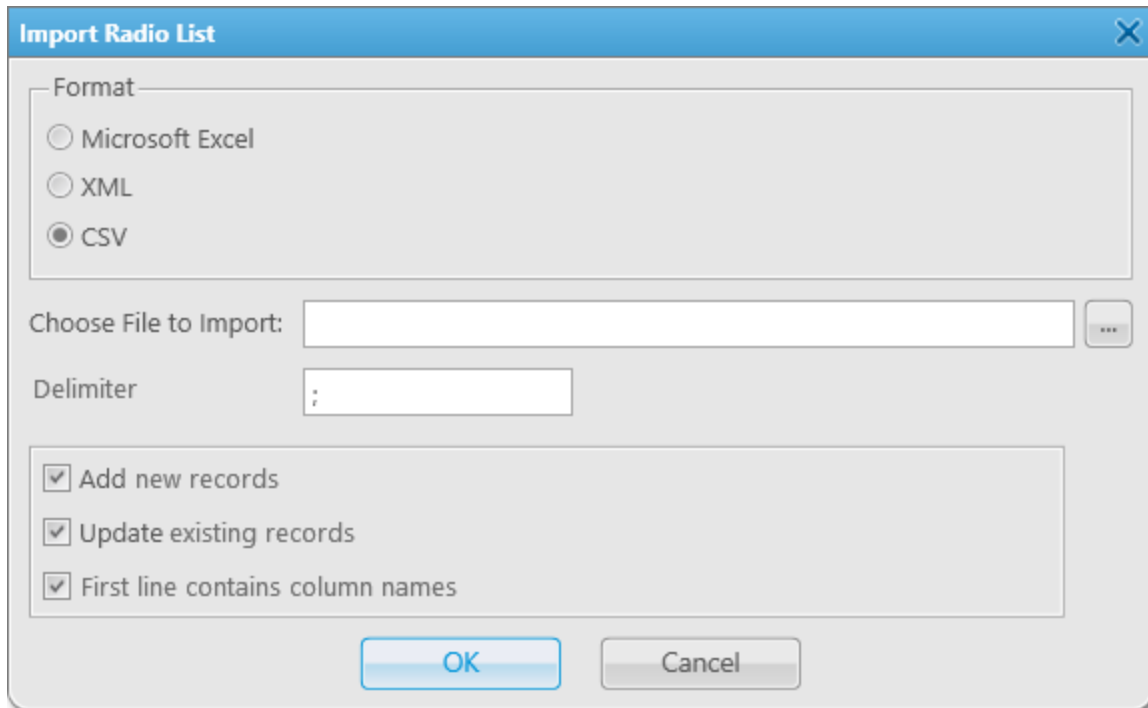 Import Radio List
Format
Microsoft Excel
XML
CSV
Choose File to Import:
...
Delimiter
;
Add new records
Update existing records
First line contains column names
OK
Cancel